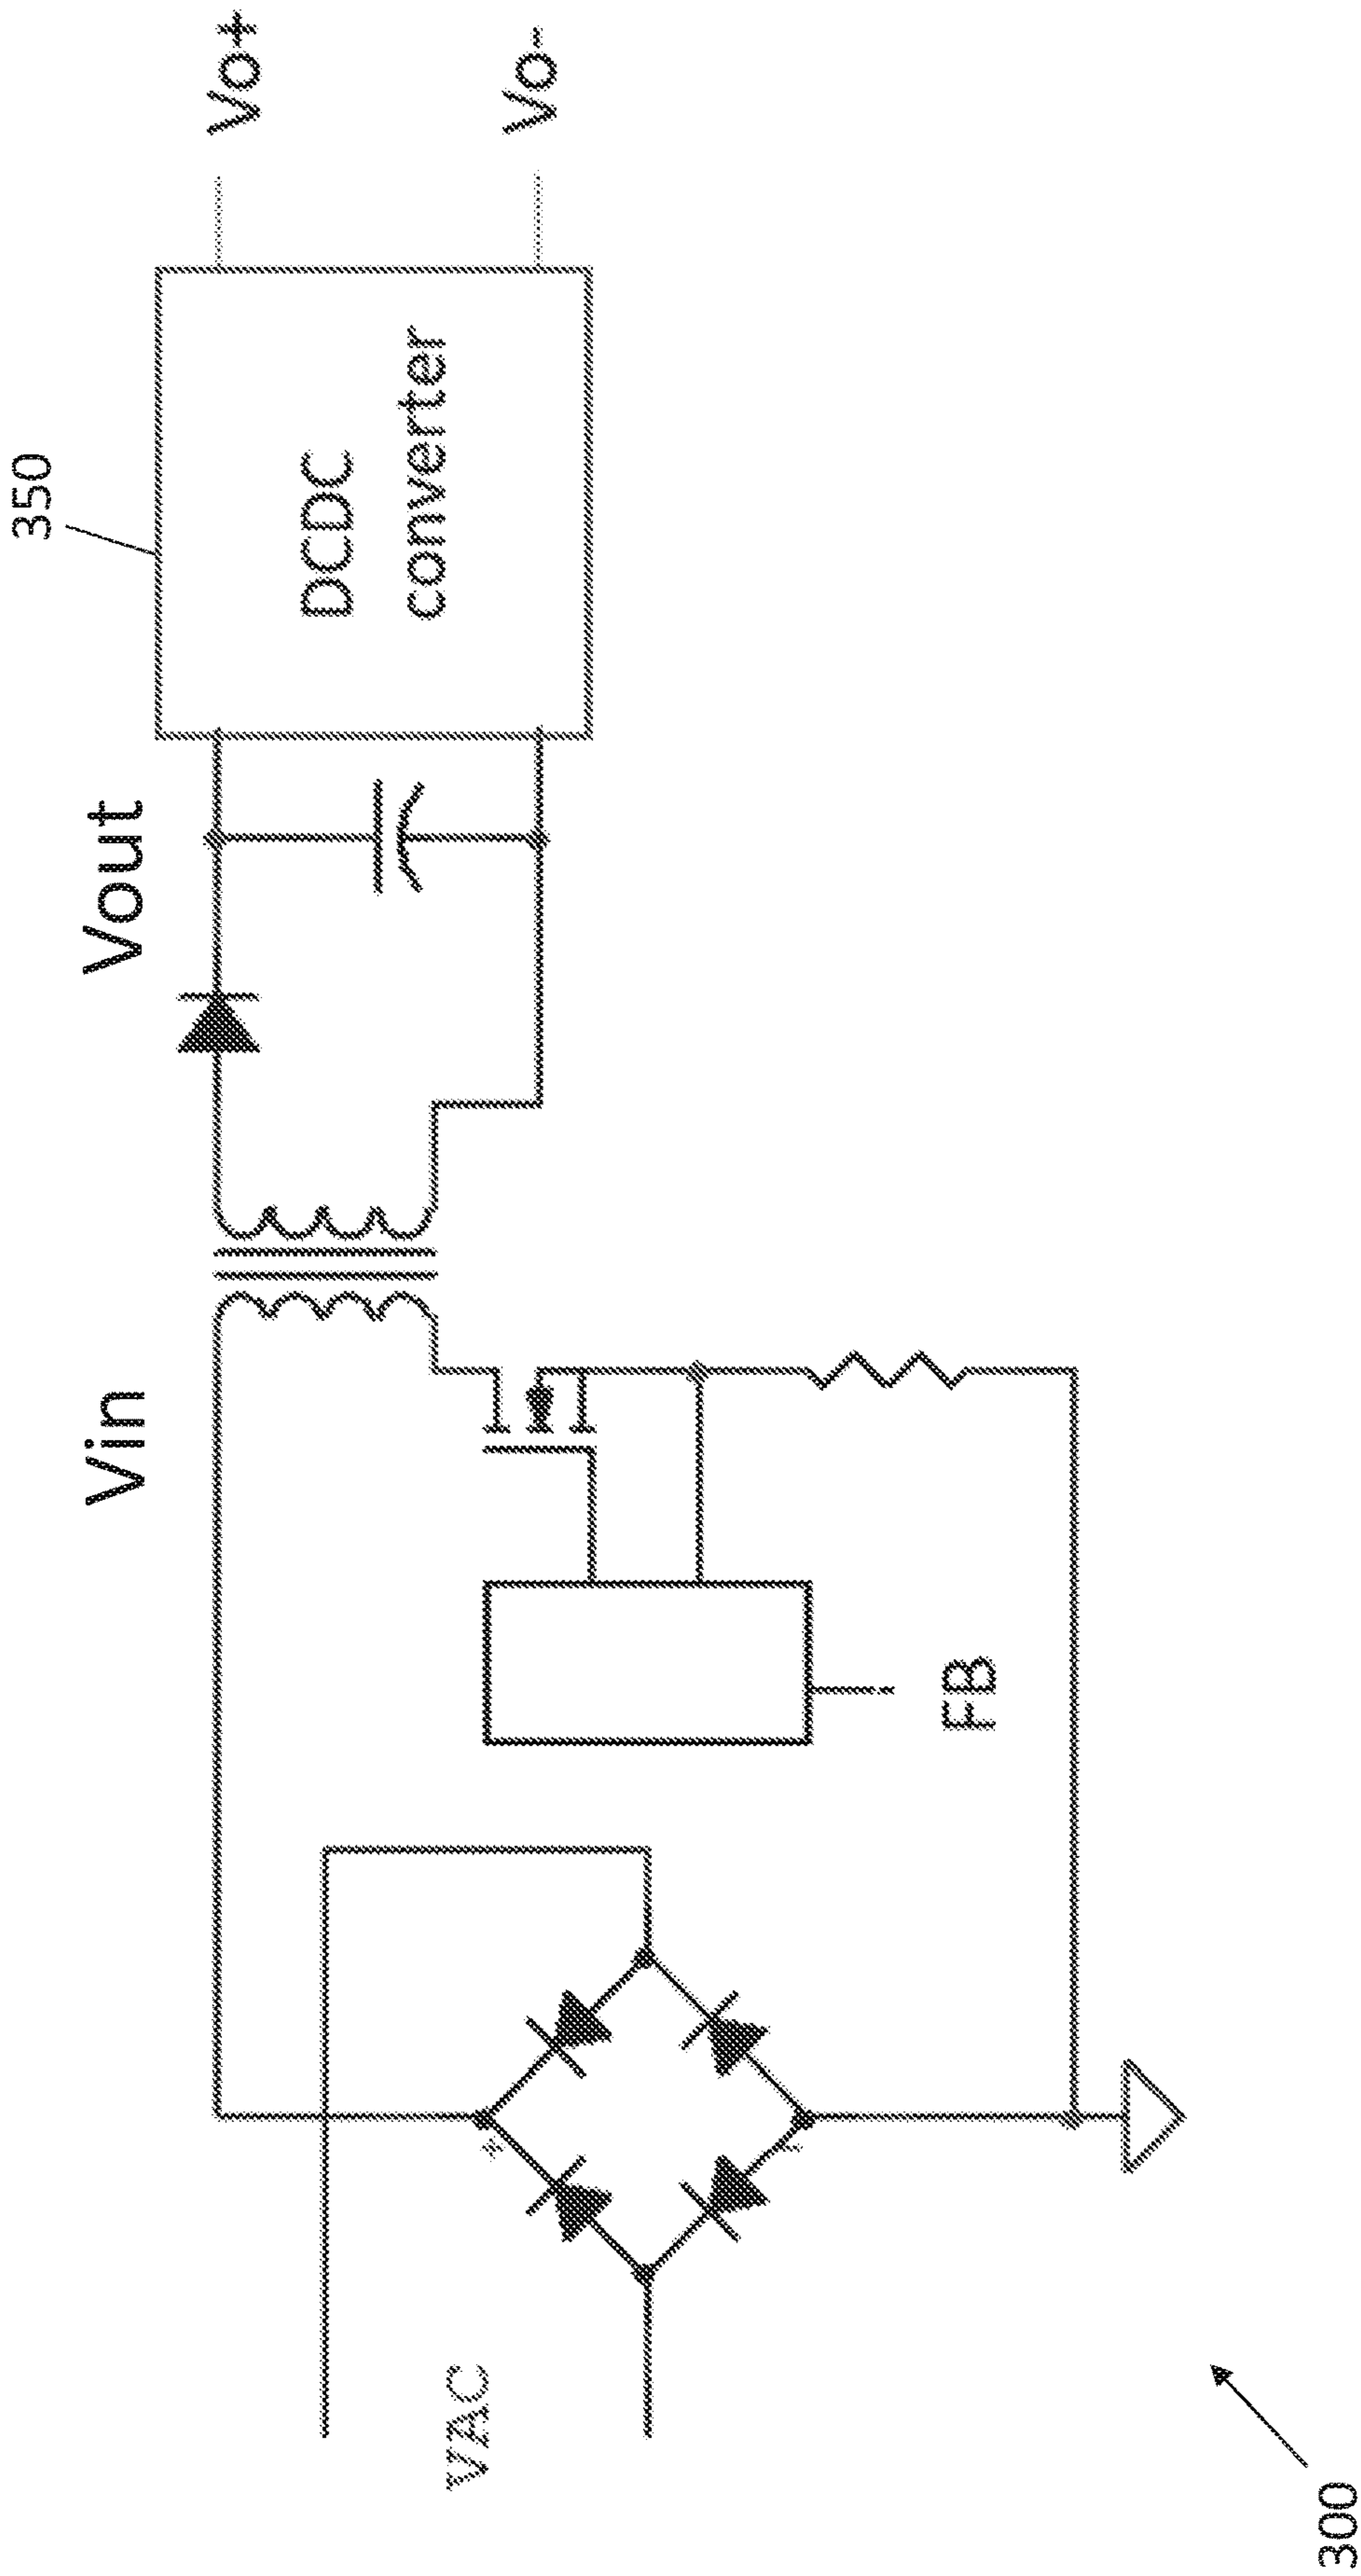 350
Vin
Vout
Vo+
DCDC
converter
Vo-
VAC
+
-
FB
300